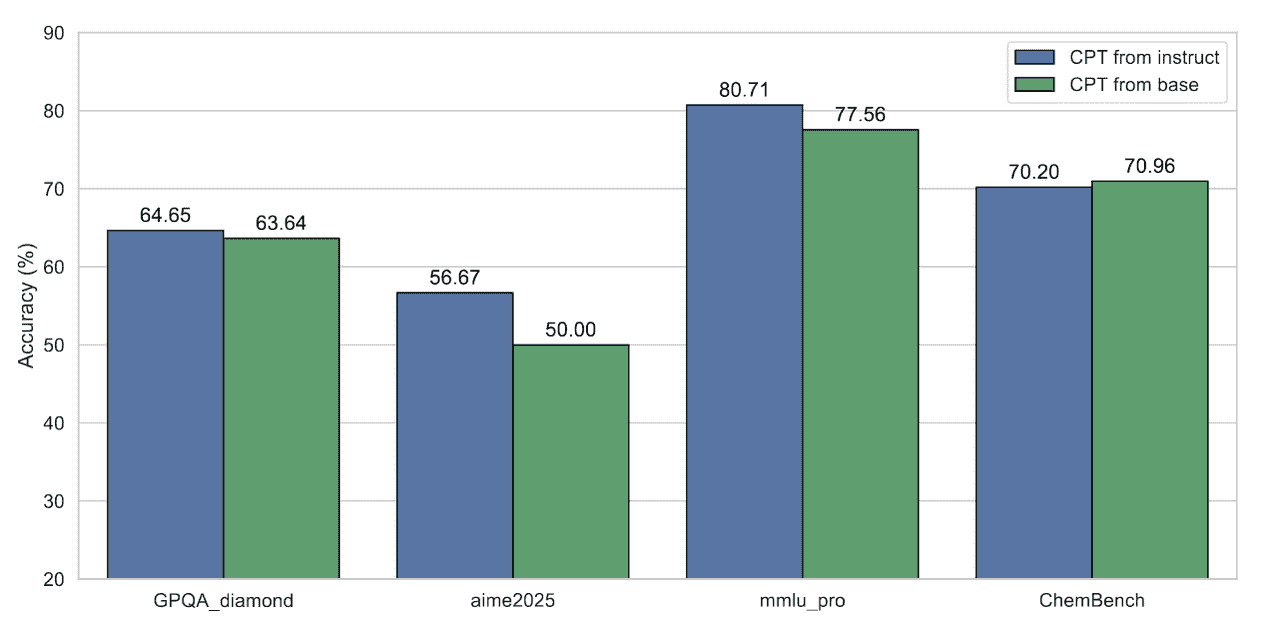 90
80
70
60
50
40
30
20
Accuracy (%)
CPT from instruct
CPT from base
64.65
63.64
56.67
50.00
80.71
77.56
70.20
70.96
GPQA_diamond
aime2025
mmlu_pro
ChemBench